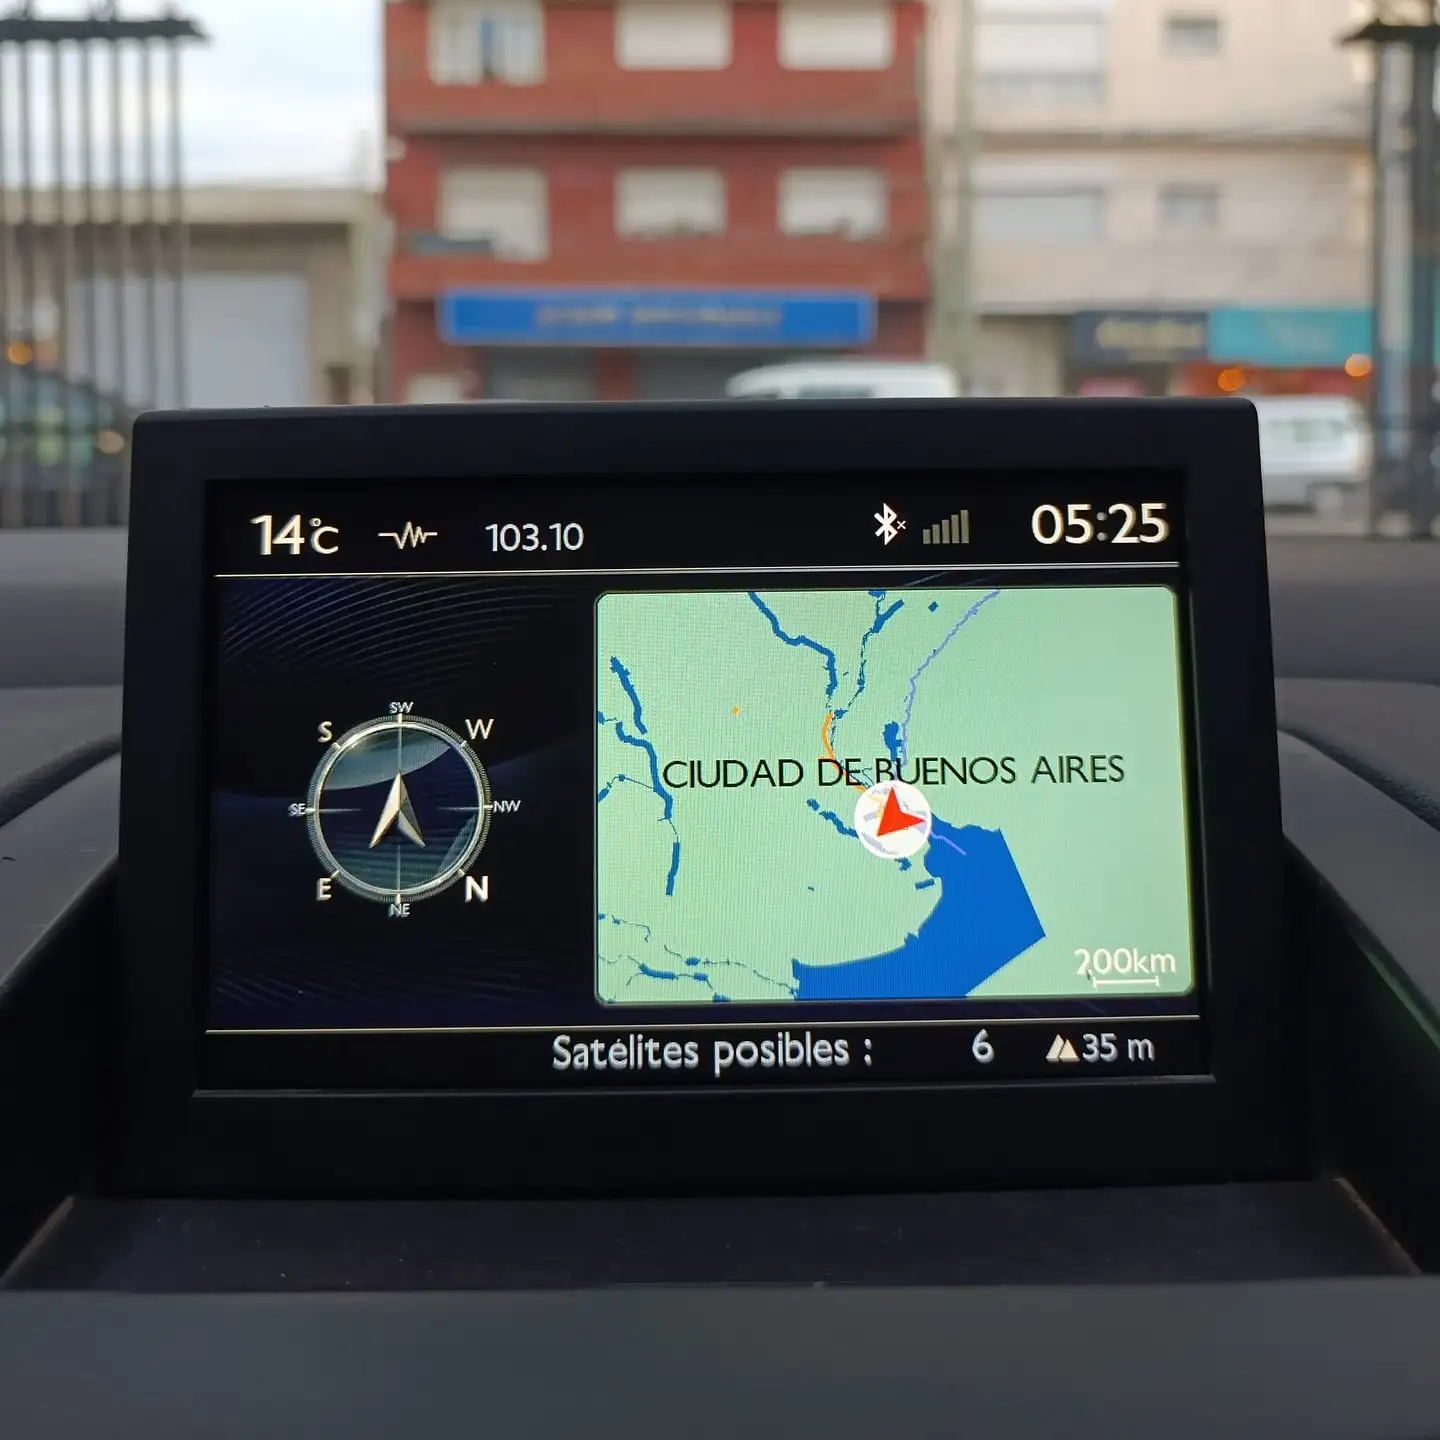 14°C 103.10 05:25
SW
S W
SE NW
E N
NE
CIUDAD DE BUENOS AIRES
200km
Satélites posibles : 6 35 m